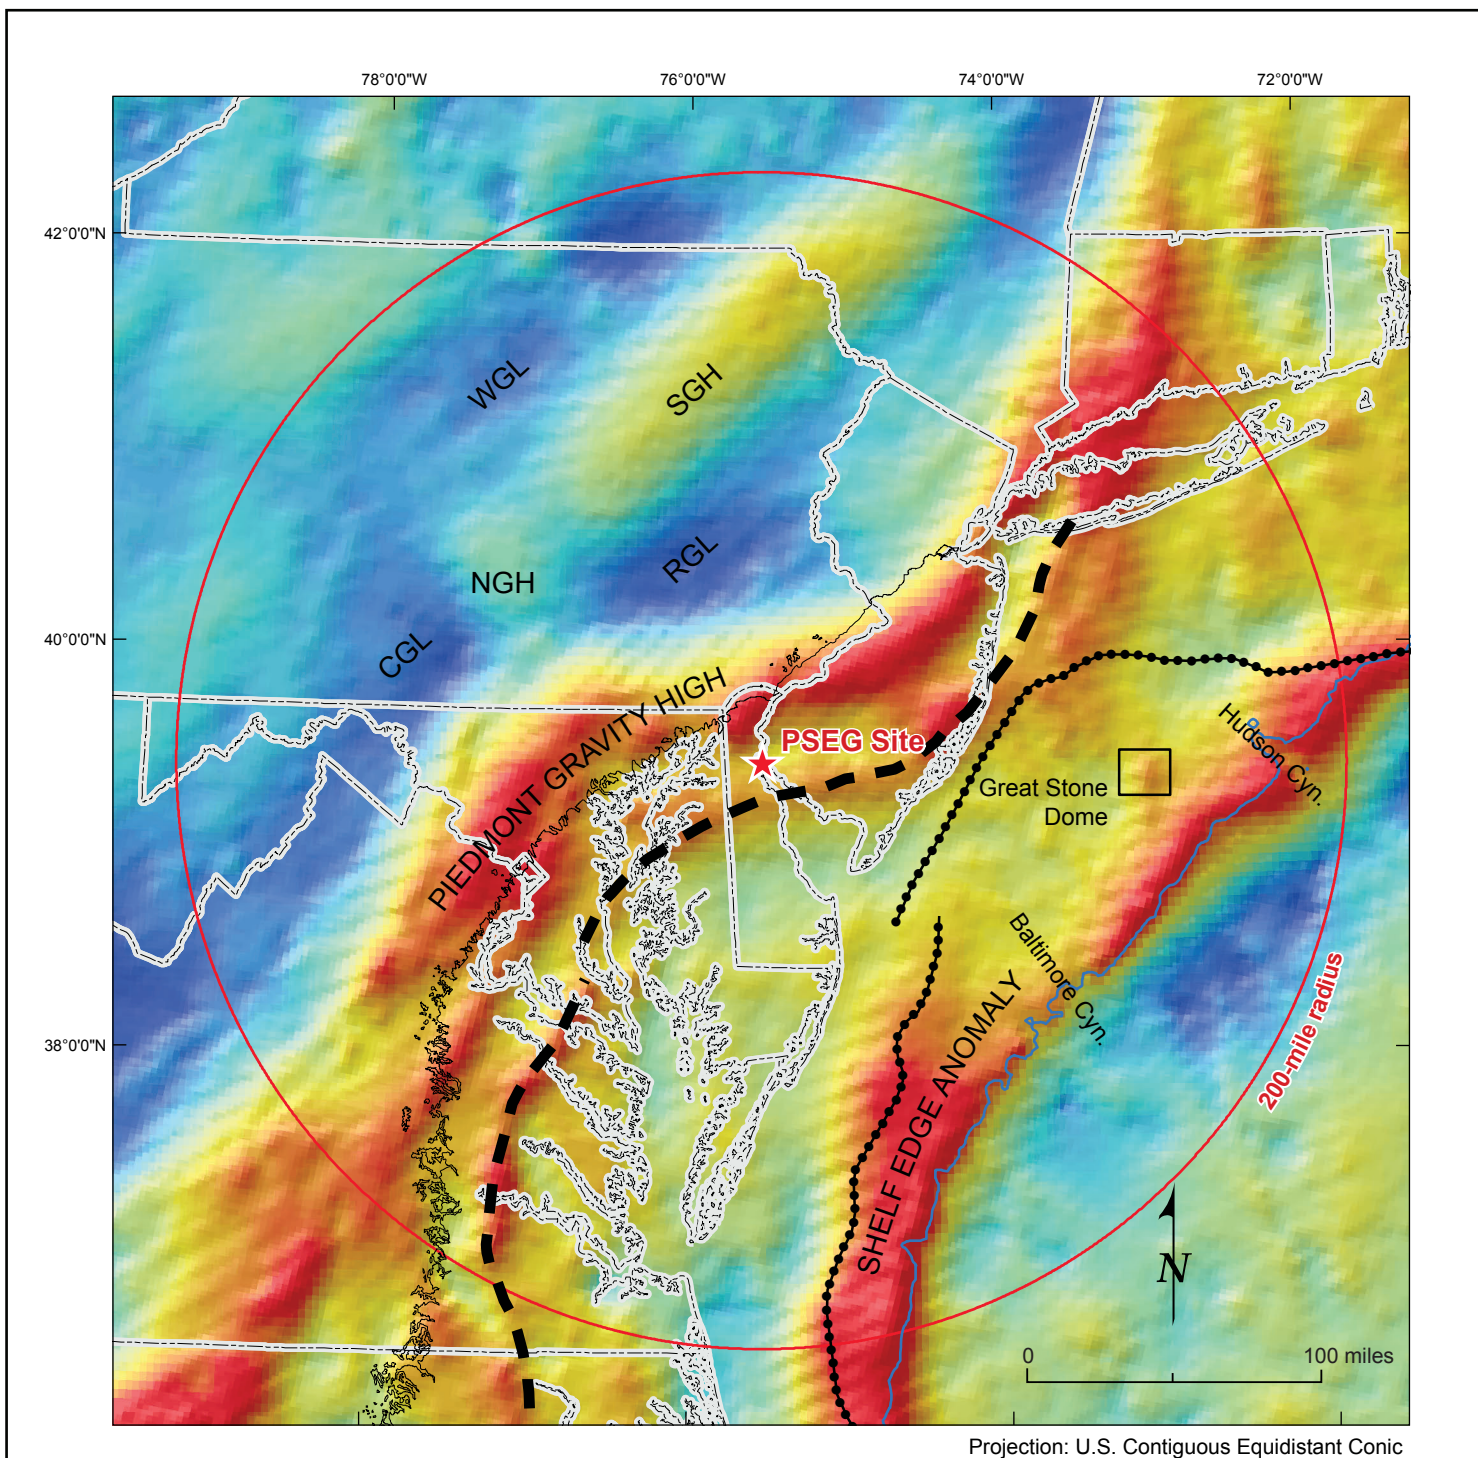 78°0'0"W
76°0'0"W
74°0'0"W
72°0'0"W
42°0'0"N
40°0'0"N
38°0'0"N
WGL
SGH
RGL
NGH
CGL
PIEDMONT GRAVITY HIGH
PSEG Site
Great Stone
Dome
Hudson Cyn.
Baltimore Cyn.
SHELF EDGE ANOMALY
200-mile radius
N
0
100 miles
Projection: U.S. Contiguous Equidistant Conic